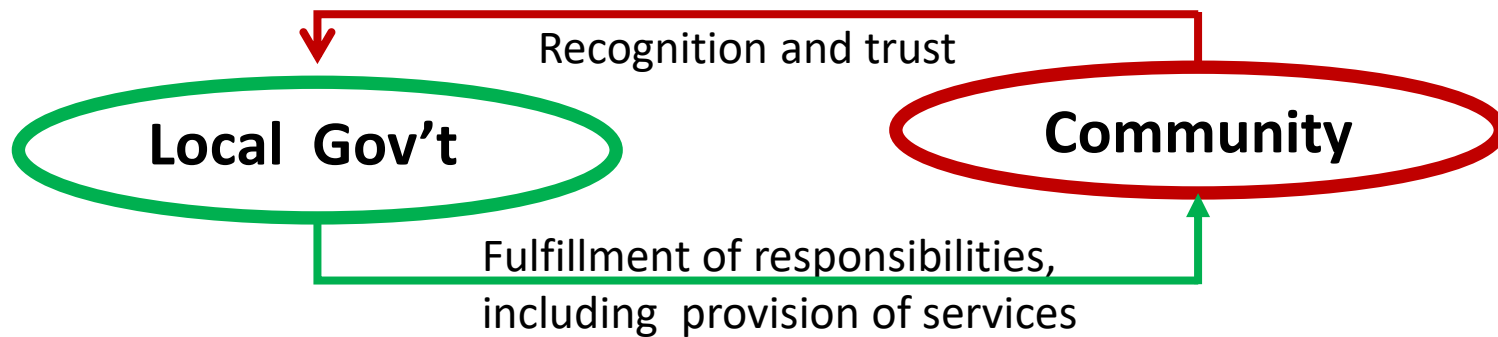 Recognition and trust
Local Gov’t
Community
Fulfillment of responsibilities,
including provision of services